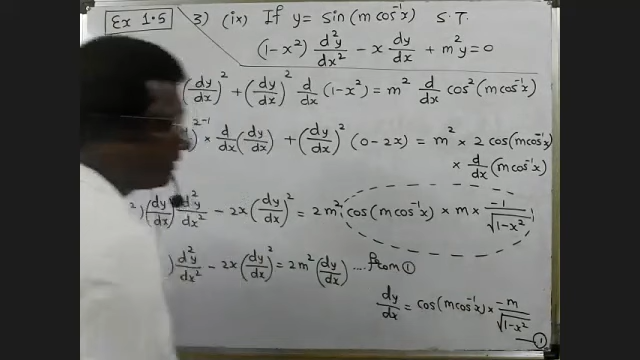 Ex 1.5 3) (ix) If y = sin(m cos⁻¹x) S.T.
(1-x²) d²y/dx² - x dy/dx + m²y = 0
(dy/dx)² + (dy/dx)² d/dx (1-x²) = m² d/dx cos²(m cos⁻¹x)
)²⁻¹ × d/dx (dy/dx) + (dy/dx)² (0-2x) = m² × 2 cos(m cos⁻¹x)
× d/dx (m cos⁻¹x)
²) (dy/dx) d²y/dx² - 2x (dy/dx)² = 2m² cos(m cos⁻¹x) × m × -1/√(1-x²)
) d²y/dx² - 2x (dy/dx)² = 2m² (dy/dx) .... from ①
dy/dx = cos(m cos⁻¹x) × -m/√(1-x²)
— ①